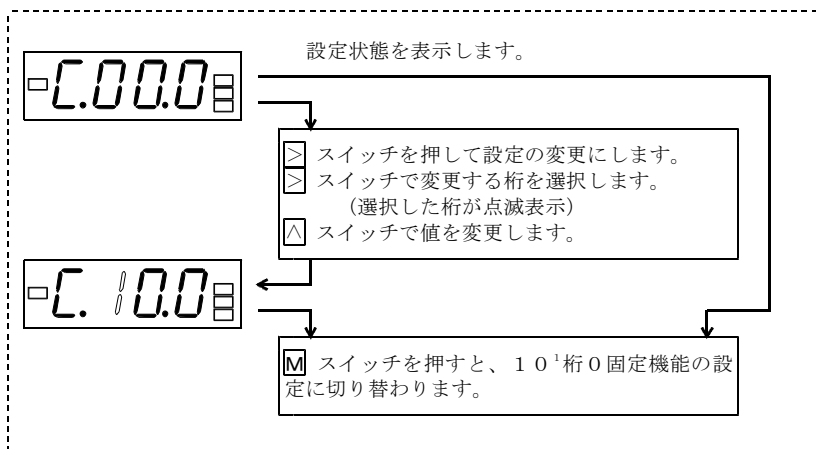 設定状態を表示します。
-C.00.0
> スイッチを押して設定の変更にします。
> スイッチで変更する桁を選択します。
（選択した桁が点滅表示）
∧ スイッチで値を変更します。
-C.10.0
M スイッチを押すと、１０¹桁０固定機能の設
定に切り替わります。